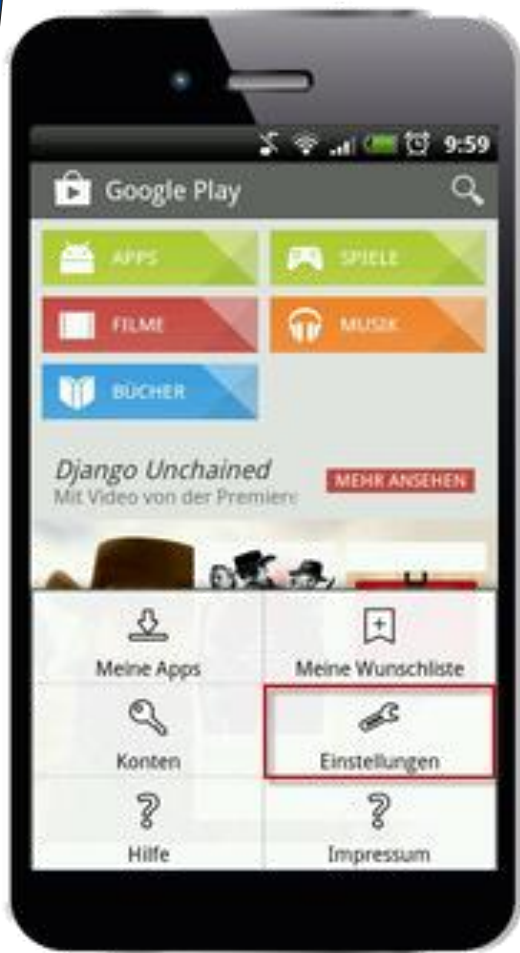 9:59
Google Play
APPS
SPIELE
FILME
MUSIK
BÜCHER
Django Unchained
MEHR ANSEHEN
Mit Video von der Premiere
Meine Apps
Meine Wunschliste
Konten
Einstellungen
Hilfe
Impressum